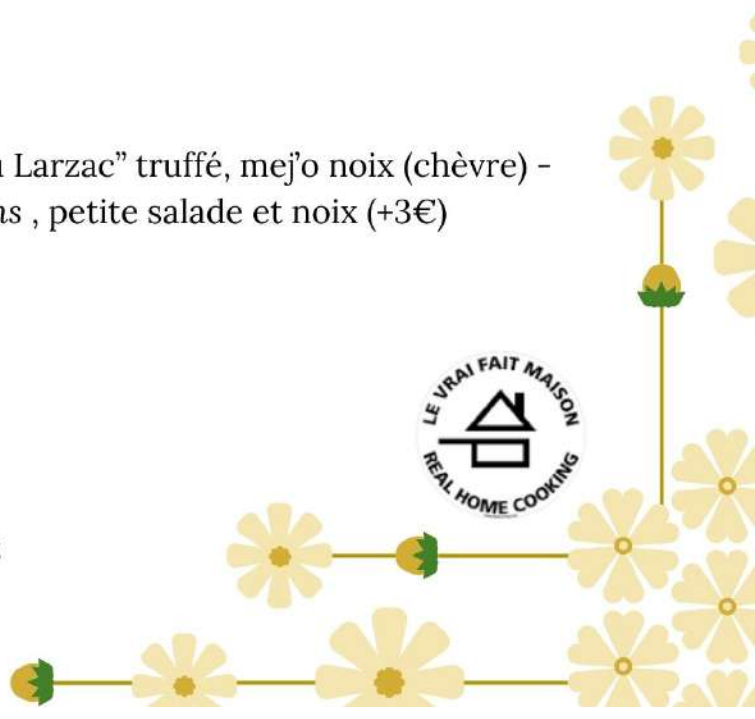 Larzac” truffé, mej’o noix (chèvre) -
, petite salade et noix (+3€)
LE VRAI FAIT MAISON
REAL HOME COOKING